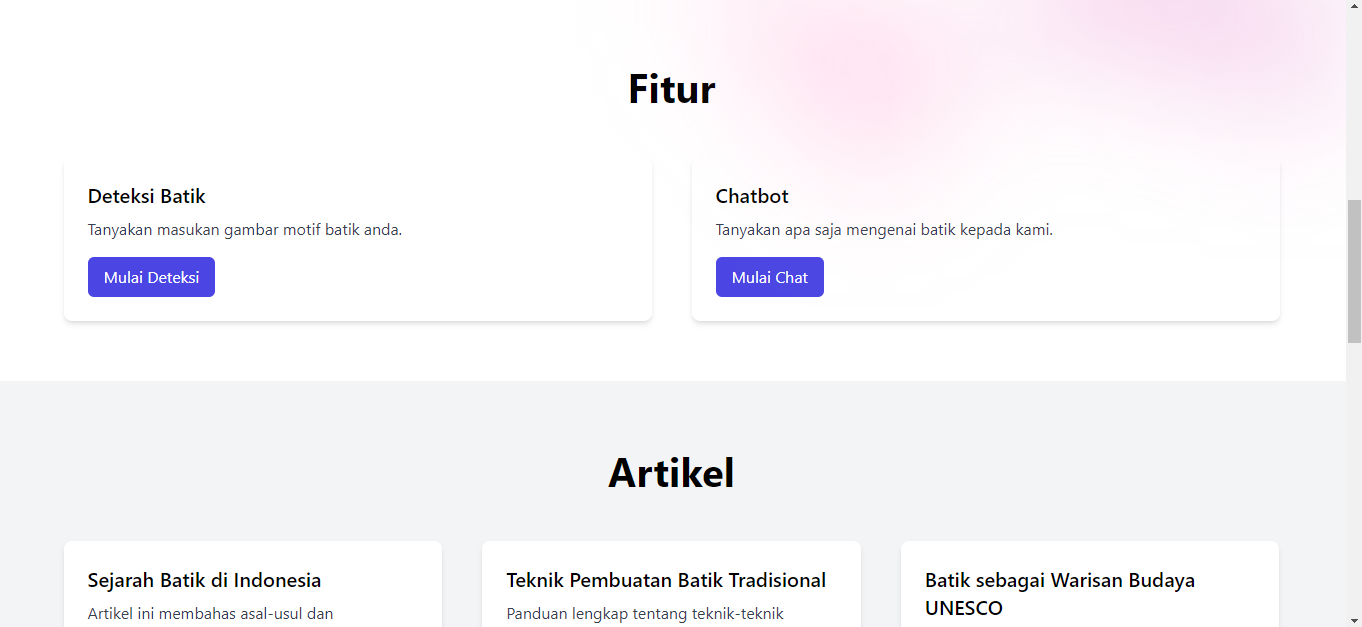 Fitur
Deteksi Batik
Tanyakan masukan gambar motif batik anda.
Mulai Deteksi
Chatbot
Tanyakan apa saja mengenai batik kepada kami.
Mulai Chat
Artikel
Sejarah Batik di Indonesia
Artikel ini membahas asal-usul dan
Teknik Pembuatan Batik Tradisional
Panduan lengkap tentang teknik-teknik
Batik sebagai Warisan Budaya
UNESCO